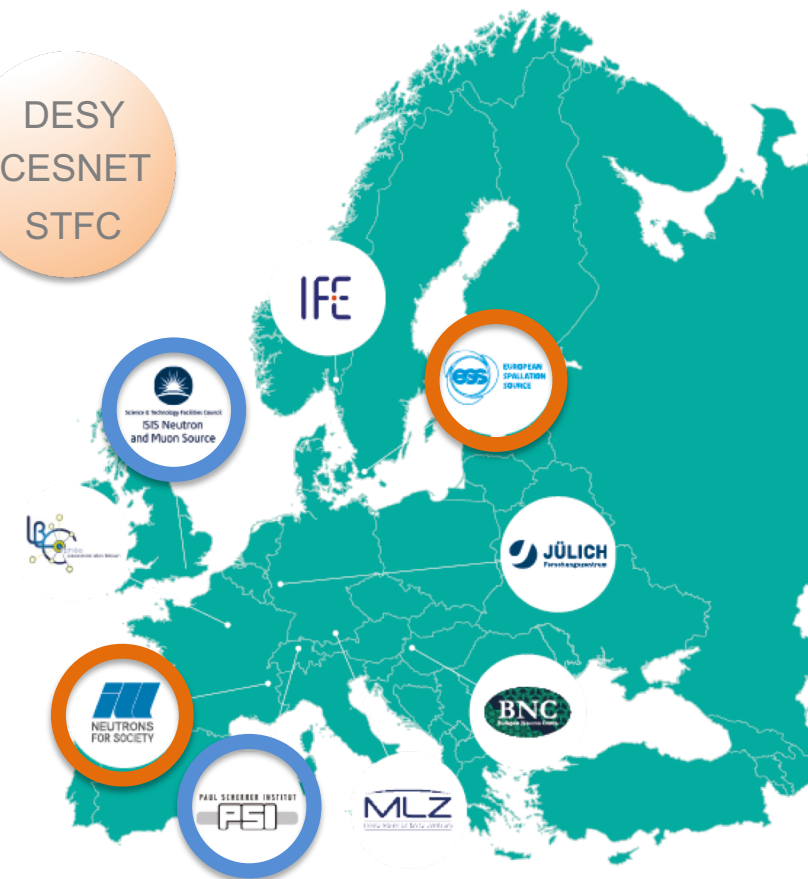 DESY
CESNET
STFC
IFE
ess
EUROPEAN
SPALLATION
SOURCE
Science & Technology Facilities Council
ISIS Neutron
and Muon Source
JÜLICH
Forschungszentrum
NEUTRONS
FOR SOCIETY
BNC
PAUL SCHERRER INSTITUT
PSI
MLZ